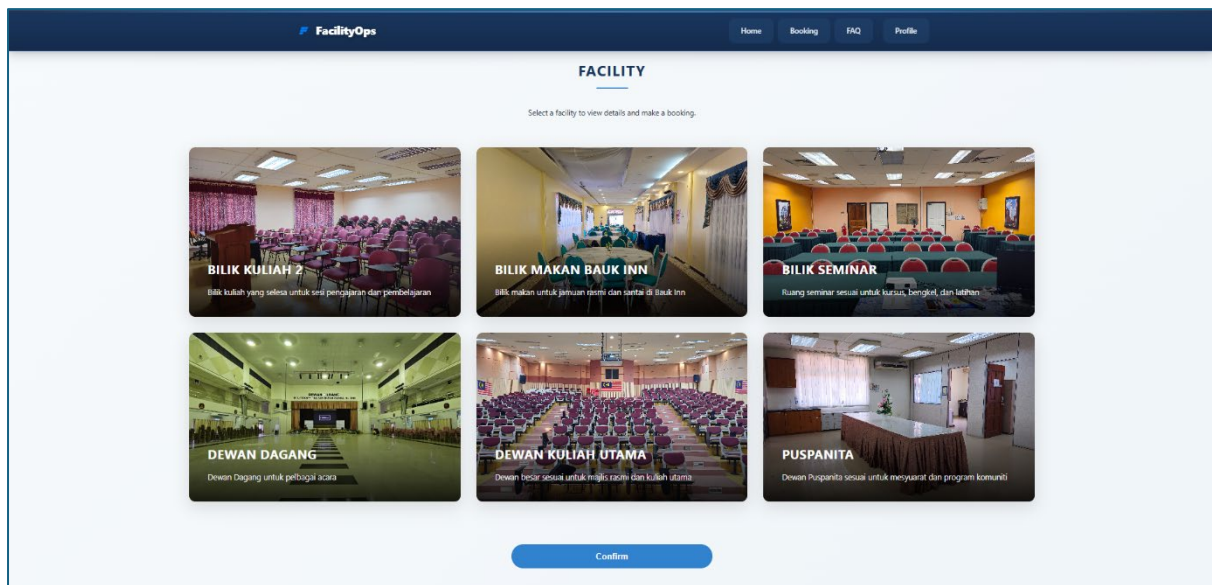 FacilityOps
Home
Booking
FAQ
Profile
FACILITY
Select a facility to view details and make a booking.
BILIK KULIAH 2
Bilik kuliah yang selesa untuk sesi pengajaran dan pembelajaran
BILIK MAKAN BAUK INN
Bilik makan untuk jamuan rasmi dan santai di Bauk Inn
BILIK SEMINAR
Ruang seminar sesuai untuk kursus, bengkel, dan latihan
DEWAN DAGANG
Dewan Dagang untuk pelbagai acara
DEWAN KULIAH UTAMA
Dewan besar sesuai untuk majlis rasmi dan kuliah utama
PUSPANITA
Dewan Puspanita sesuai untuk mesyuarat dan program komuniti
Confirm